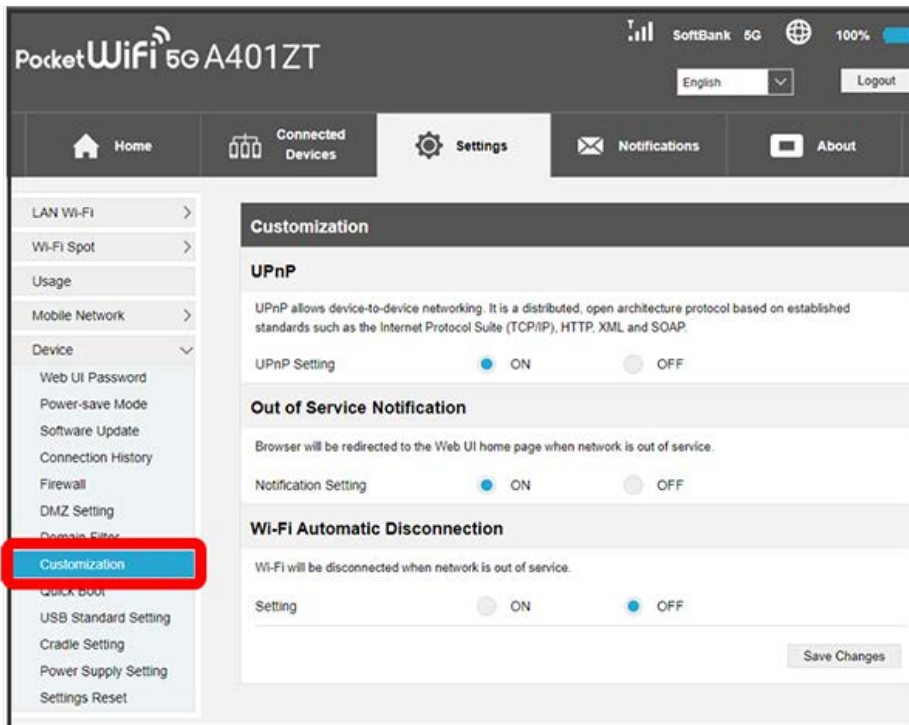 PocketWiFi 5G A401ZT
SoftBank 5G 100%
English
Logout
Home
Connected
Devices
Settings
Notifications
About
LAN Wi-Fi
Wi-Fi Spot
Usage
Mobile Network
Device
Web UI Password
Power-save Mode
Software Update
Connection History
Firewall
DMZ Setting
Domain Filter
Customization
Quick Boot
USB Standard Setting
Cradle Setting
Power Supply Setting
Settings Reset
Customization
UPnP
UPnP allows device-to-device networking. It is a distributed, open architecture protocol based on established
standards such as the Internet Protocol Suite (TCP/IP), HTTP, XML and SOAP.
UPnP Setting ON OFF
Out of Service Notification
Browser will be redirected to the Web UI home page when network is out of service.
Notification Setting ON OFF
Wi-Fi Automatic Disconnection
Wi-Fi will be disconnected when network is out of service.
Setting ON OFF
Save Changes